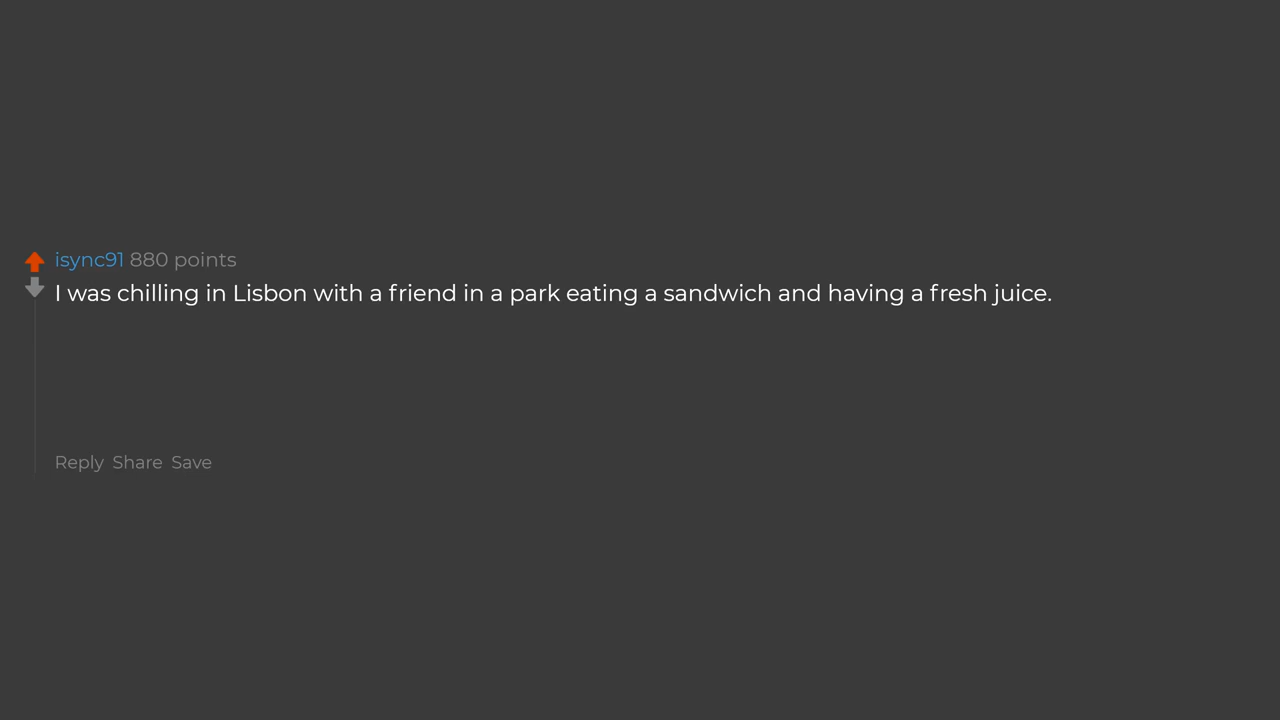 isync91 880 points
I was chilling in Lisbon with a friend in a park eating a sandwich and having a fresh juice.
Reply Share Save